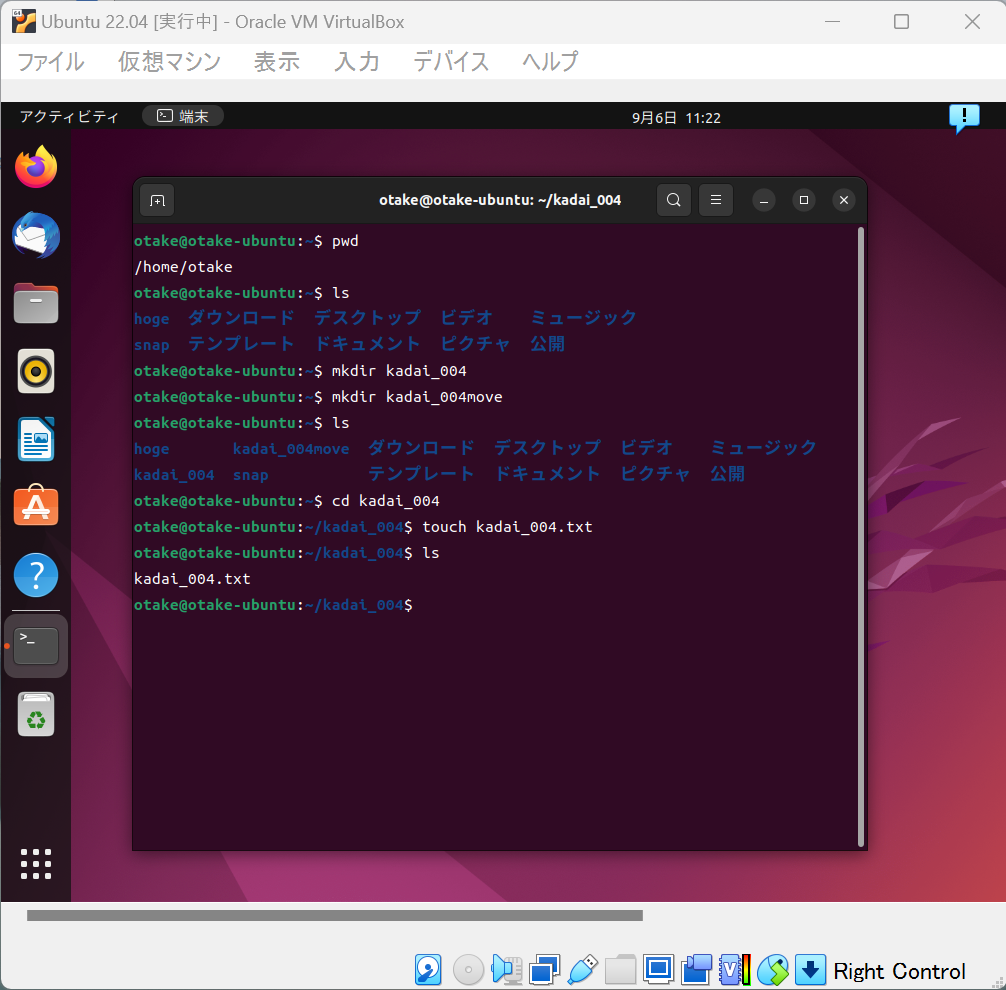 Ubuntu 22.04 [実行中] - Oracle VM VirtualBox
ファイル 仮想マシン 表示 入力 デバイス ヘルプ
アクティビティ 端末 9月6日 11:22
otake@otake-ubuntu: ~/kadai_004
otake@otake-ubuntu:~$ pwd
/home/otake
otake@otake-ubuntu:~$ ls
hoge ダウンロード デスクトップ ビデオ ミュージック
snap テンプレート ドキュメント ピクチャ 公開
otake@otake-ubuntu:~$ mkdir kadai_004
otake@otake-ubuntu:~$ mkdir kadai_004move
otake@otake-ubuntu:~$ ls
hoge kadai_004move ダウンロード デスクトップ ビデオ ミュージック
kadai_004 snap テンプレート ドキュメント ピクチャ 公開
otake@otake-ubuntu:~$ cd kadai_004
otake@otake-ubuntu:~/kadai_004$ touch kadai_004.txt
otake@otake-ubuntu:~/kadai_004$ ls
kadai_004.txt
otake@otake-ubuntu:~/kadai_004$
Right Control